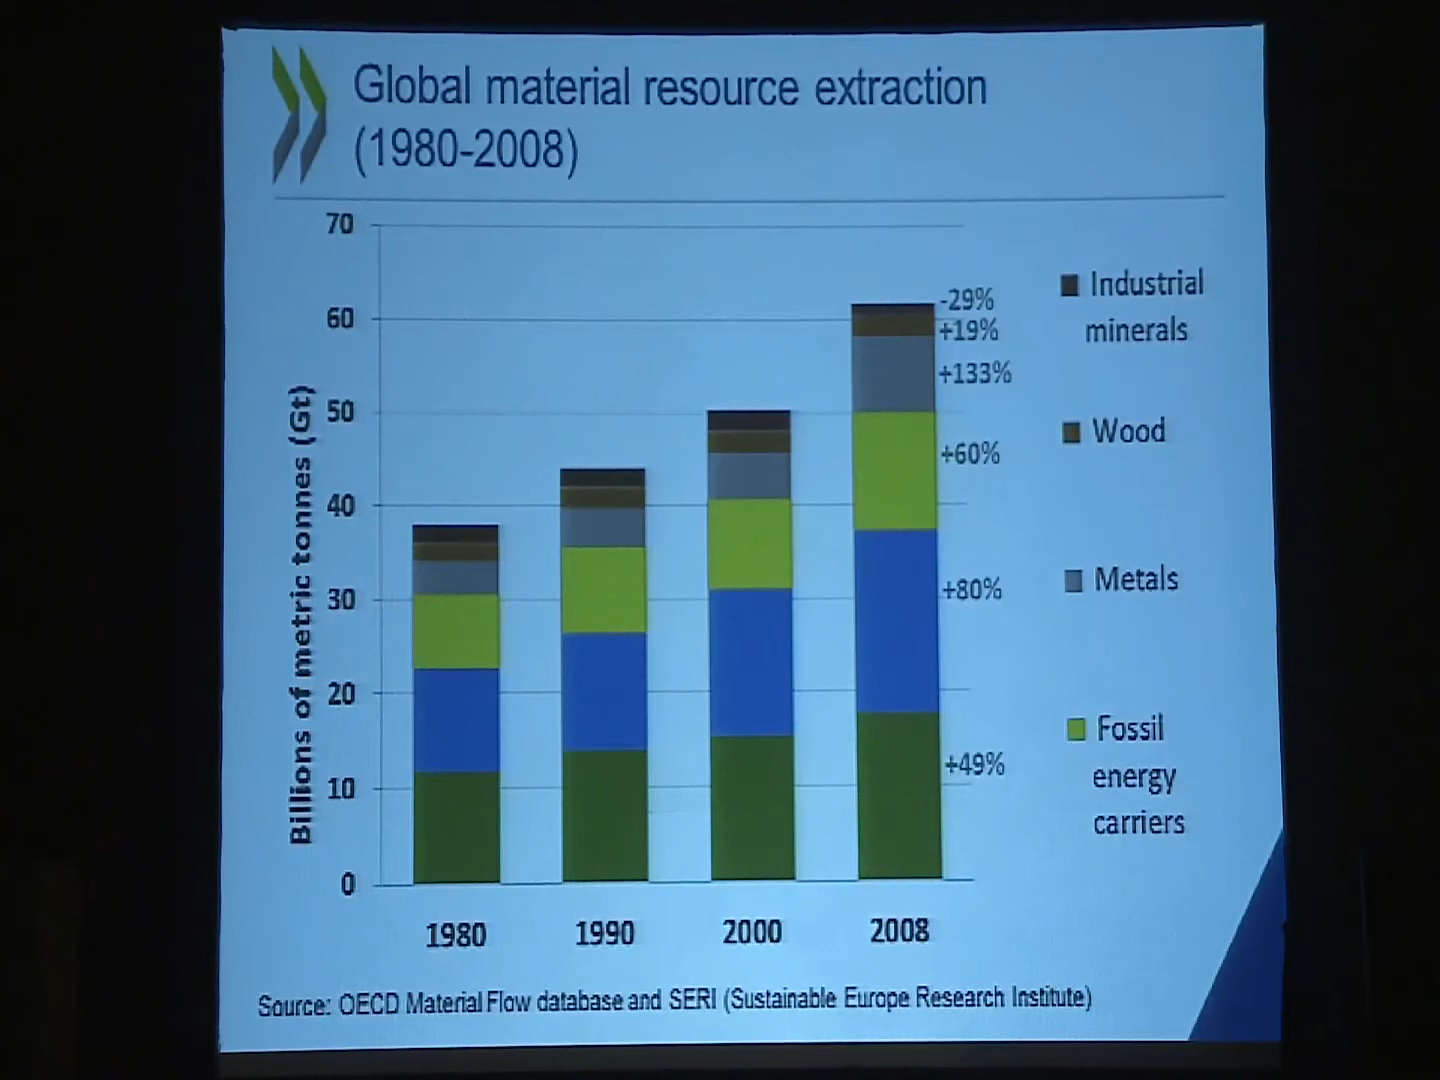 Global material resource extraction
(1980-2008)
Billions of metric tonnes (Gt)
70
60
50
40
30
20
10
0
1980
1990
2000
2008
-29%
+19%
+133%
+60%
+80%
+49%
Industrial
minerals
Wood
Metals
Fossil
energy
carriers
Source: OECD Material Flow database and SERI (Sustainable Europe Research Institute)